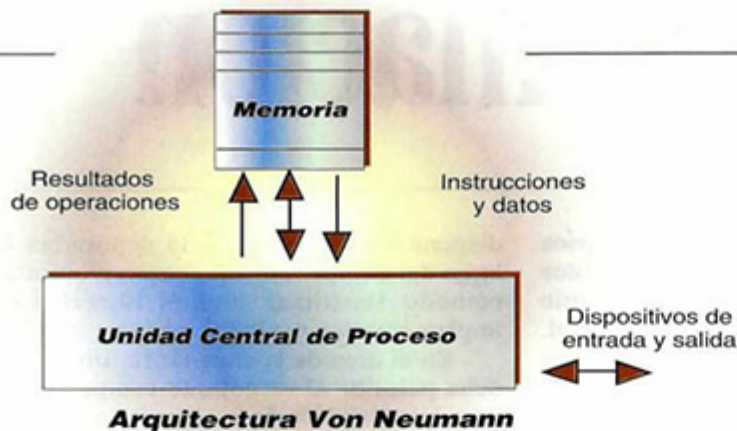 Memoria
Resultados
de operaciones
Instrucciones
y datos
Unidad Central de Proceso
Dispositivos de
entrada y salida
Arquitectura Von Neumann